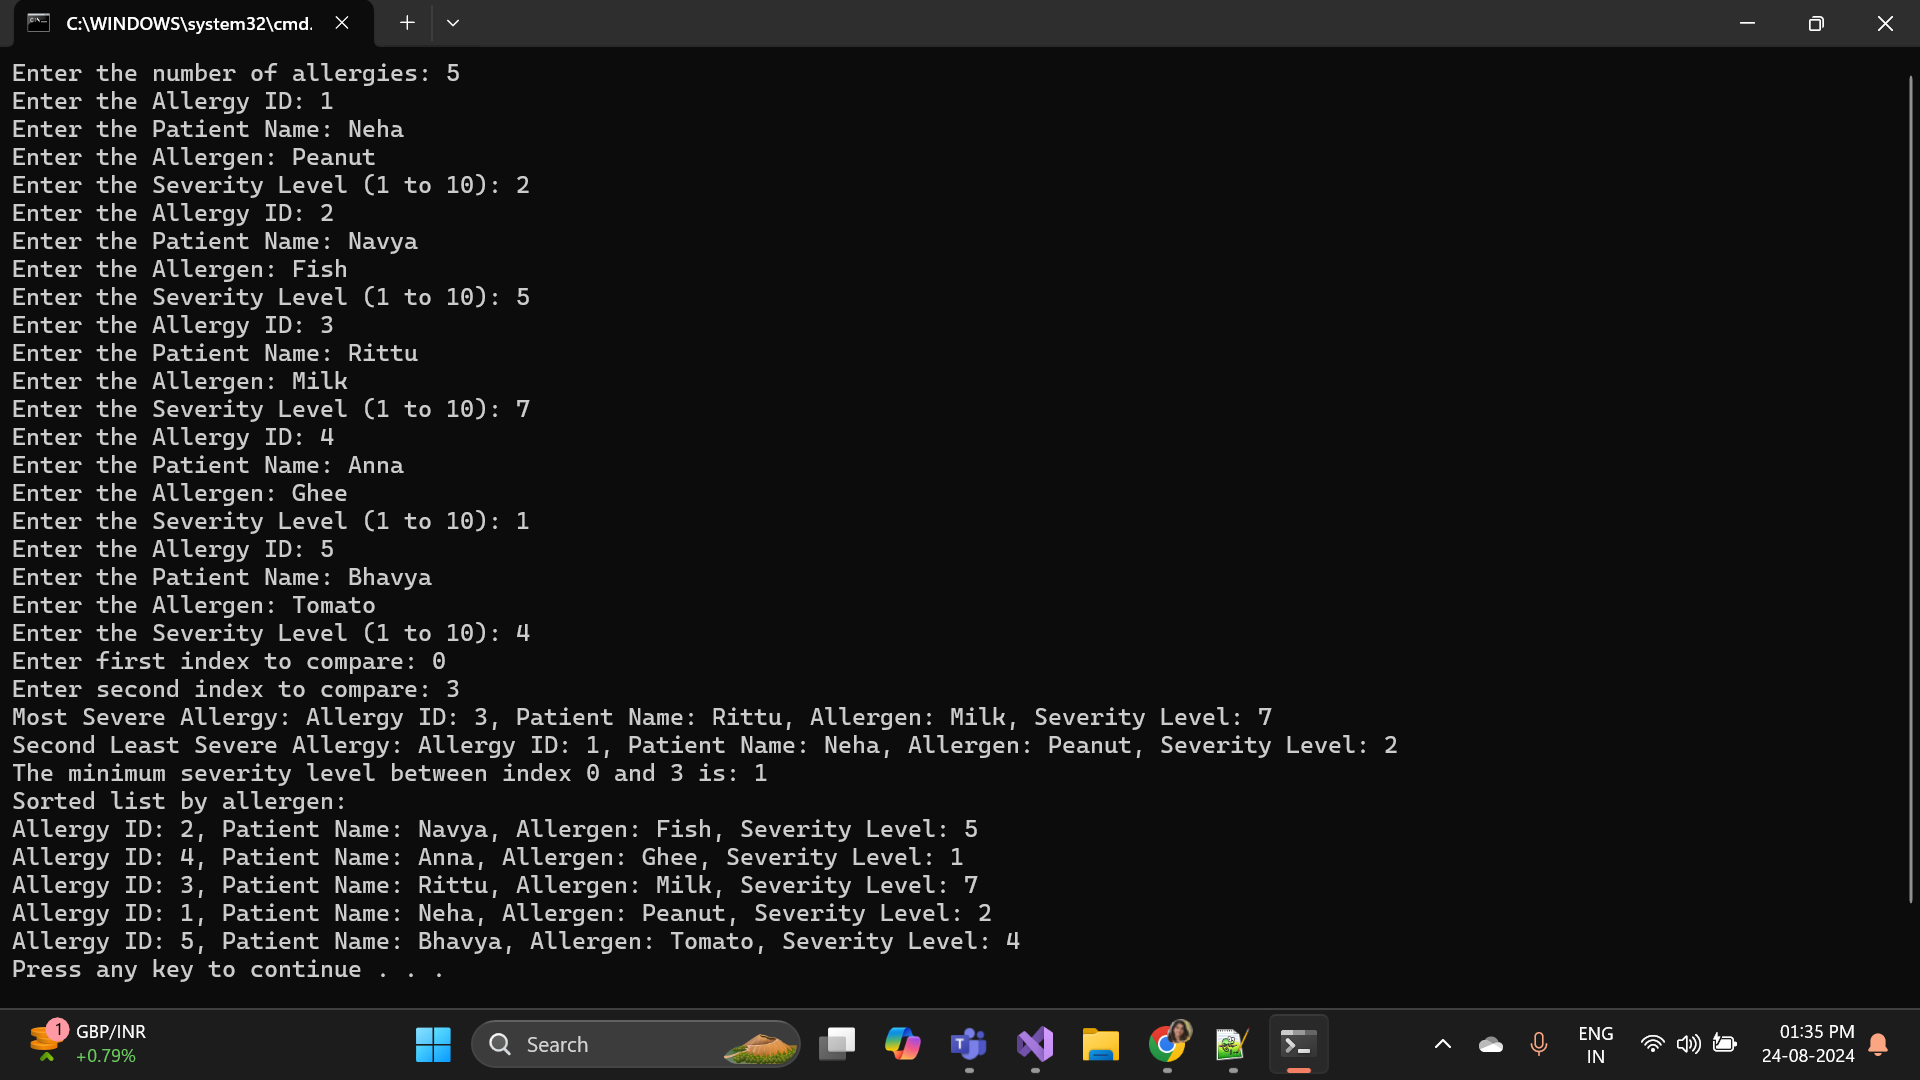 C:\WINDOWS\system32\cmd.
Enter the number of allergies: 5
Enter the Allergy ID: 1
Enter the Patient Name: Neha
Enter the Allergen: Peanut
Enter the Severity Level (1 to 10): 2
Enter the Allergy ID: 2
Enter the Patient Name: Navya
Enter the Allergen: Fish
Enter the Severity Level (1 to 10): 5
Enter the Allergy ID: 3
Enter the Patient Name: Rittu
Enter the Allergen: Milk
Enter the Severity Level (1 to 10): 7
Enter the Allergy ID: 4
Enter the Patient Name: Anna
Enter the Allergen: Ghee
Enter the Severity Level (1 to 10): 1
Enter the Allergy ID: 5
Enter the Patient Name: Bhavya
Enter the Allergen: Tomato
Enter the Severity Level (1 to 10): 4
Enter first index to compare: 0
Enter second index to compare: 3
Most Severe Allergy: Allergy ID: 3, Patient Name: Rittu, Allergen: Milk, Severity Level: 7
Second Least Severe Allergy: Allergy ID: 1, Patient Name: Neha, Allergen: Peanut, Severity Level: 2
The minimum severity level between index 0 and 3 is: 1
Sorted list by allergen:
Allergy ID: 2, Patient Name: Navya, Allergen: Fish, Severity Level: 5
Allergy ID: 4, Patient Name: Anna, Allergen: Ghee, Severity Level: 1
Allergy ID: 3, Patient Name: Rittu, Allergen: Milk, Severity Level: 7
Allergy ID: 1, Patient Name: Neha, Allergen: Peanut, Severity Level: 2
Allergy ID: 5, Patient Name: Bhavya, Allergen: Tomato, Severity Level: 4
Press any key to continue . . .
1
GBP/INR
+0.79%
Search
ENG
IN
01:35 PM
24-08-2024